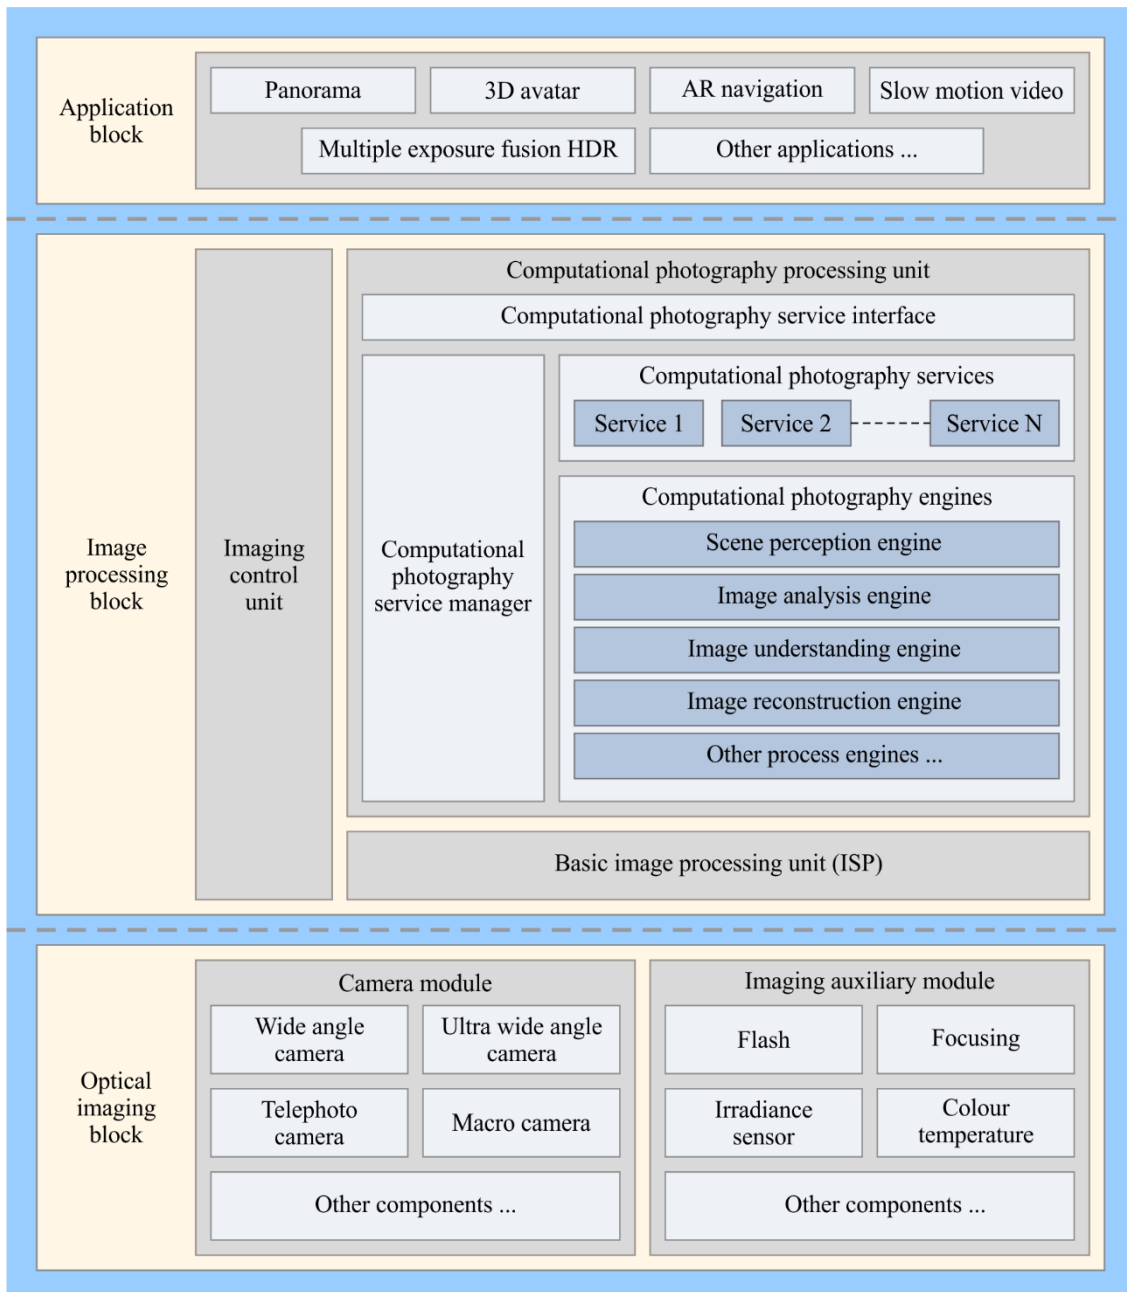 Application
block
Panorama
3D avatar
AR navigation
Slow motion video
Multiple exposure fusion HDR
Other applications ...
Image
processing
block
Imaging
control
unit
Computational photography processing unit
Computational photography service interface
Computational
photography
service manager
Computational photography services
Service 1
Service 2
Service N
Computational photography engines
Scene perception engine
Image analysis engine
Image understanding engine
Image reconstruction engine
Other process engines ...
Basic image processing unit (ISP)
Optical
imaging
block
Camera module
Wide angle
camera
Ultra wide angle
camera
Telephoto
camera
Macro camera
Other components ...
Imaging auxiliary module
Flash
Focusing
Irradiance
sensor
Colour
temperature
Other components ...